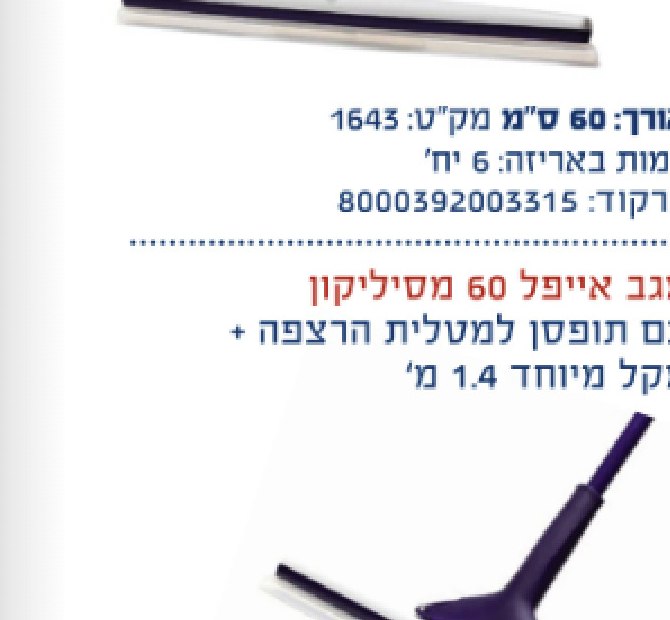 ורך: 60 ס"מ מק"ט: 1643
מות באריזה: 6 יח'
רקוד: 8000392003315
גב אייפל 60 מסיליקון
ם תופסן למטלית הרצפה +
קל מיוחד 1.4 מ'